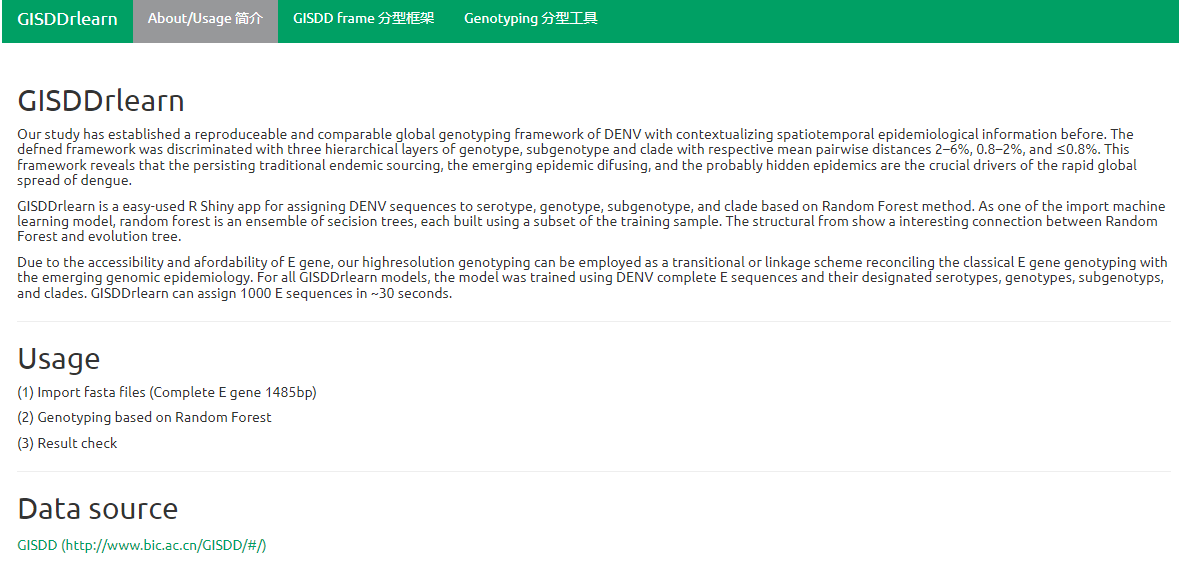 GISDDrlearn
About/Usage 简介
GISDD frame 分型框架
Genotyping 分型工具
GISDDrlearn
Our study has established a reproduceable and comparable global genotyping framework of DENV with contextualizing spatiotemporal epidemiological information before. The
defned framework was discriminated with three hierarchical layers of genotype, subgenotype and clade with respective mean pairwise distances 2–6%, 0.8–2%, and ≤0.8%. This
framework reveals that the persisting traditional endemic sourcing, the emerging epidemic difusing, and the probably hidden epidemics are the crucial drivers of the rapid global
spread of dengue.
GISDDrlearn is a easy-used R Shiny app for assigning DENV sequences to serotype, genotype, subgenotype, and clade based on Random Forest method. As one of the import machine
learning model, random forest is an ensemble of secision trees, each built using a subset of the training sample. The structural from show a interesting connection between Random
Forest and evolution tree.
Due to the accessibility and afordability of E gene, our highresolution genotyping can be employed as a transitional or linkage scheme reconciling the classical E gene genotyping with
the emerging genomic epidemiology. For all GISDDrlearn models, the model was trained using DENV complete E sequences and their designated serotypes, genotypes, subgenotyps,
and clades. GISDDrlearn can assign 1000 E sequences in ~30 seconds.
Usage
(1) Import fasta files (Complete E gene 1485bp)
(2) Genotyping based on Random Forest
(3) Result check
Data source
GISDD (http://www.bic.ac.cn/GISDD/#/)